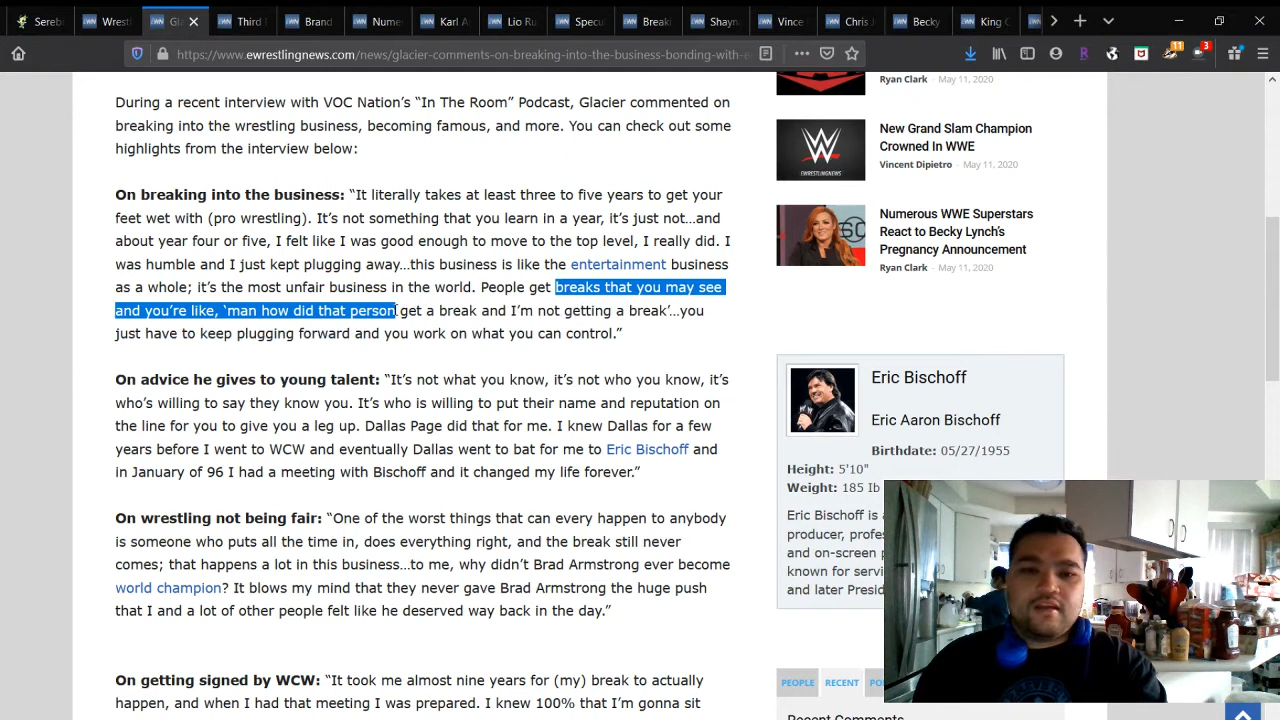 Sereb
Wrest
Gla
Third
Brand
Nume
Karl A
Lio Ru
Specu
Breaki
Shayna
Vince
Chris J
Becky
King C
https://www.ewrestlingnews.com/news/glacier-comments-on-breaking-into-the-business-bonding-with-e
11
3
During a recent interview with VOC Nation's “In The Room” Podcast, Glacier commented on
breaking into the wrestling business, becoming famous, and more. You can check out some
highlights from the interview below:
On breaking into the business: “It literally takes at least three to five years to get your
feet wet with (pro wrestling). It's not something that you learn in a year, it's just not…and
about year four or five, I felt like I was good enough to move to the top level, I really did. I
was humble and I just kept plugging away…this business is like the entertainment business
as a whole; it's the most unfair business in the world. People get breaks that you may see
and you're like, ‘man how did that person get a break and I'm not getting a break’…you
just have to keep plugging forward and you work on what you can control.”
On advice he gives to young talent: “It's not what you know, it's not who you know, it's
who's willing to say they know you. It's who is willing to put their name and reputation on
the line for you to give you a leg up. Dallas Page did that for me. I knew Dallas for a few
years before I went to WCW and eventually Dallas went to bat for me to Eric Bischoff and
in January of 96 I had a meeting with Bischoff and it changed my life forever.”
On wrestling not being fair: “One of the worst things that can every happen to anybody
is someone who puts all the time in, does everything right, and the break still never
comes; that happens a lot in this business…to me, why didn't Brad Armstrong ever become
world champion? It blows my mind that they never gave Brad Armstrong the huge push
that I and a lot of other people felt like he deserved way back in the day.”
On getting signed by WCW: “It took me almost nine years for (my) break to actually
happen, and when I had that meeting I was prepared. I knew 100% that I'm gonna sit
Ryan Clark - May 11, 2020
W
EWRESTLINGNEWS
New Grand Slam Champion
Crowned In WWE
Vincent Dipietro - May 11, 2020
Numerous WWE Superstars
React to Becky Lynch's
Pregnancy Announcement
Ryan Clark - May 11, 2020
Eric Bischoff
Eric Aaron Bischoff
Birthdate: 05/27/1955
Height: 5'10"
Weight: 185 lb
Eric Bischoff is
producer, profes
and on-screen p
known for servi
and later Presid
PEOPLE
RECENT
PO
Recent Comments